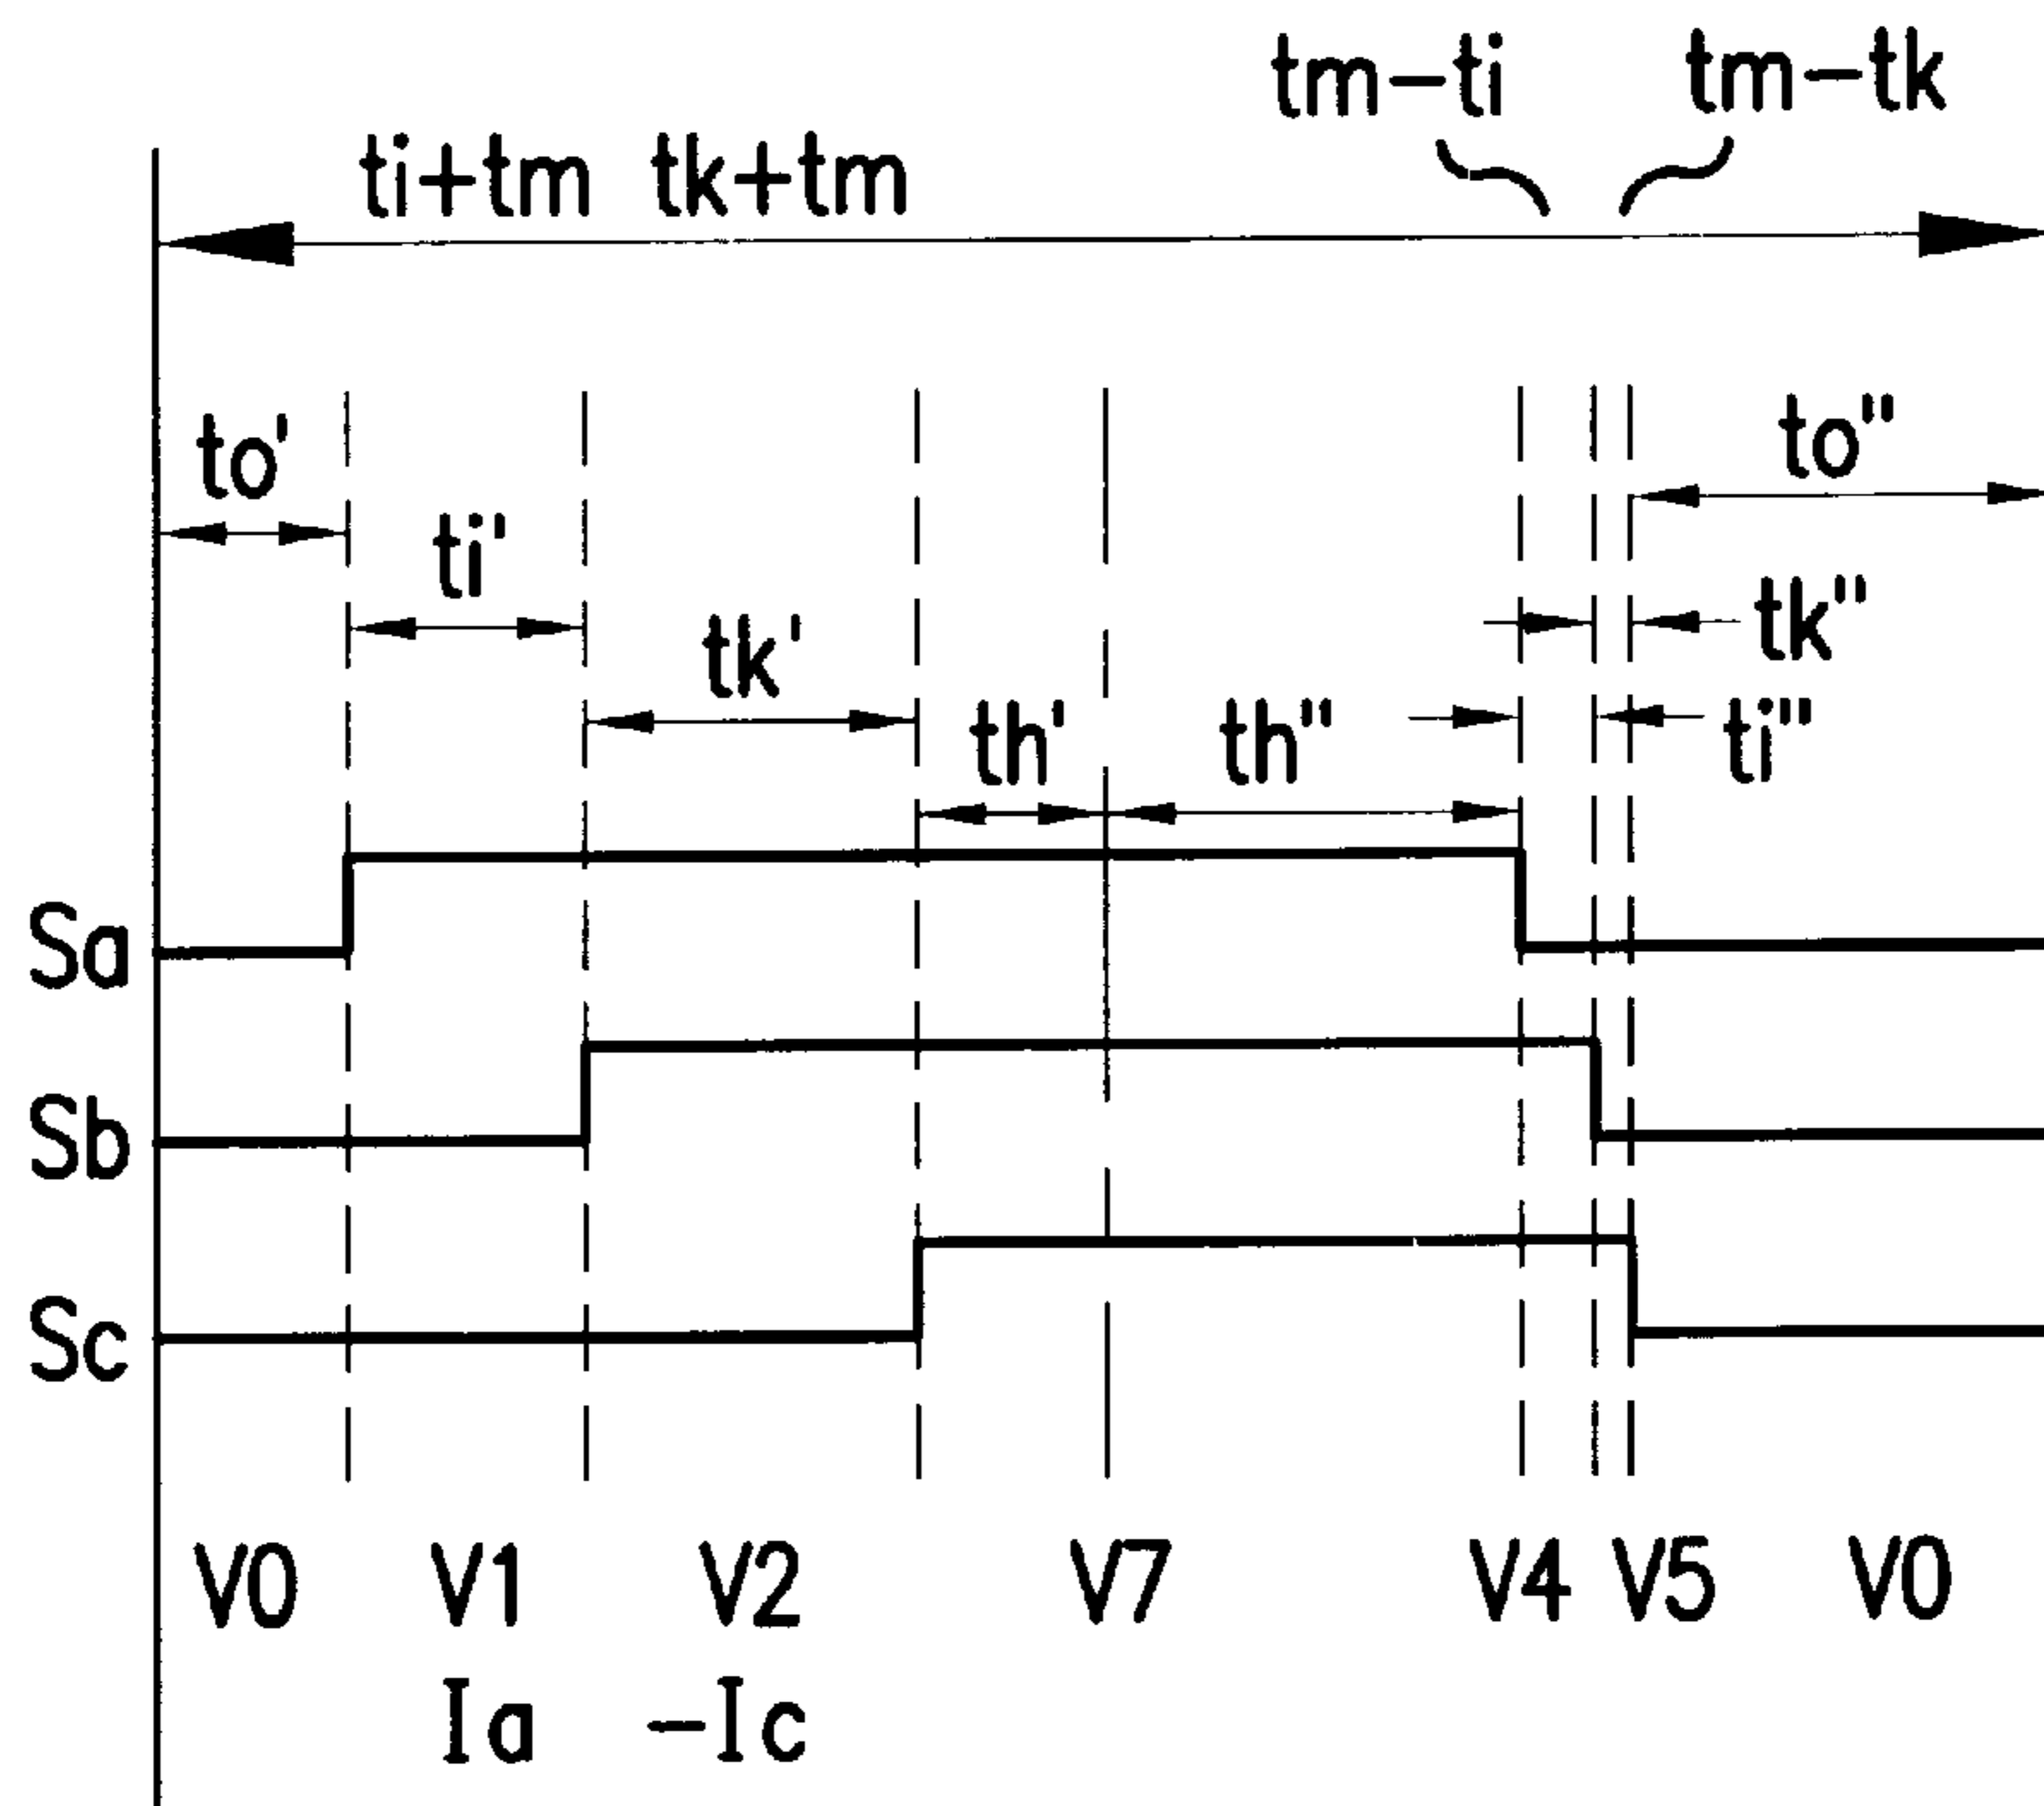 tm-ti tm-tk
ti+tm tk+tm
to' to"
ti' tk"
tk' th' th" ti"
Sa
Sb
Sc
V0 V1 V2 V7 V4 V5 V0
Ia -Ic